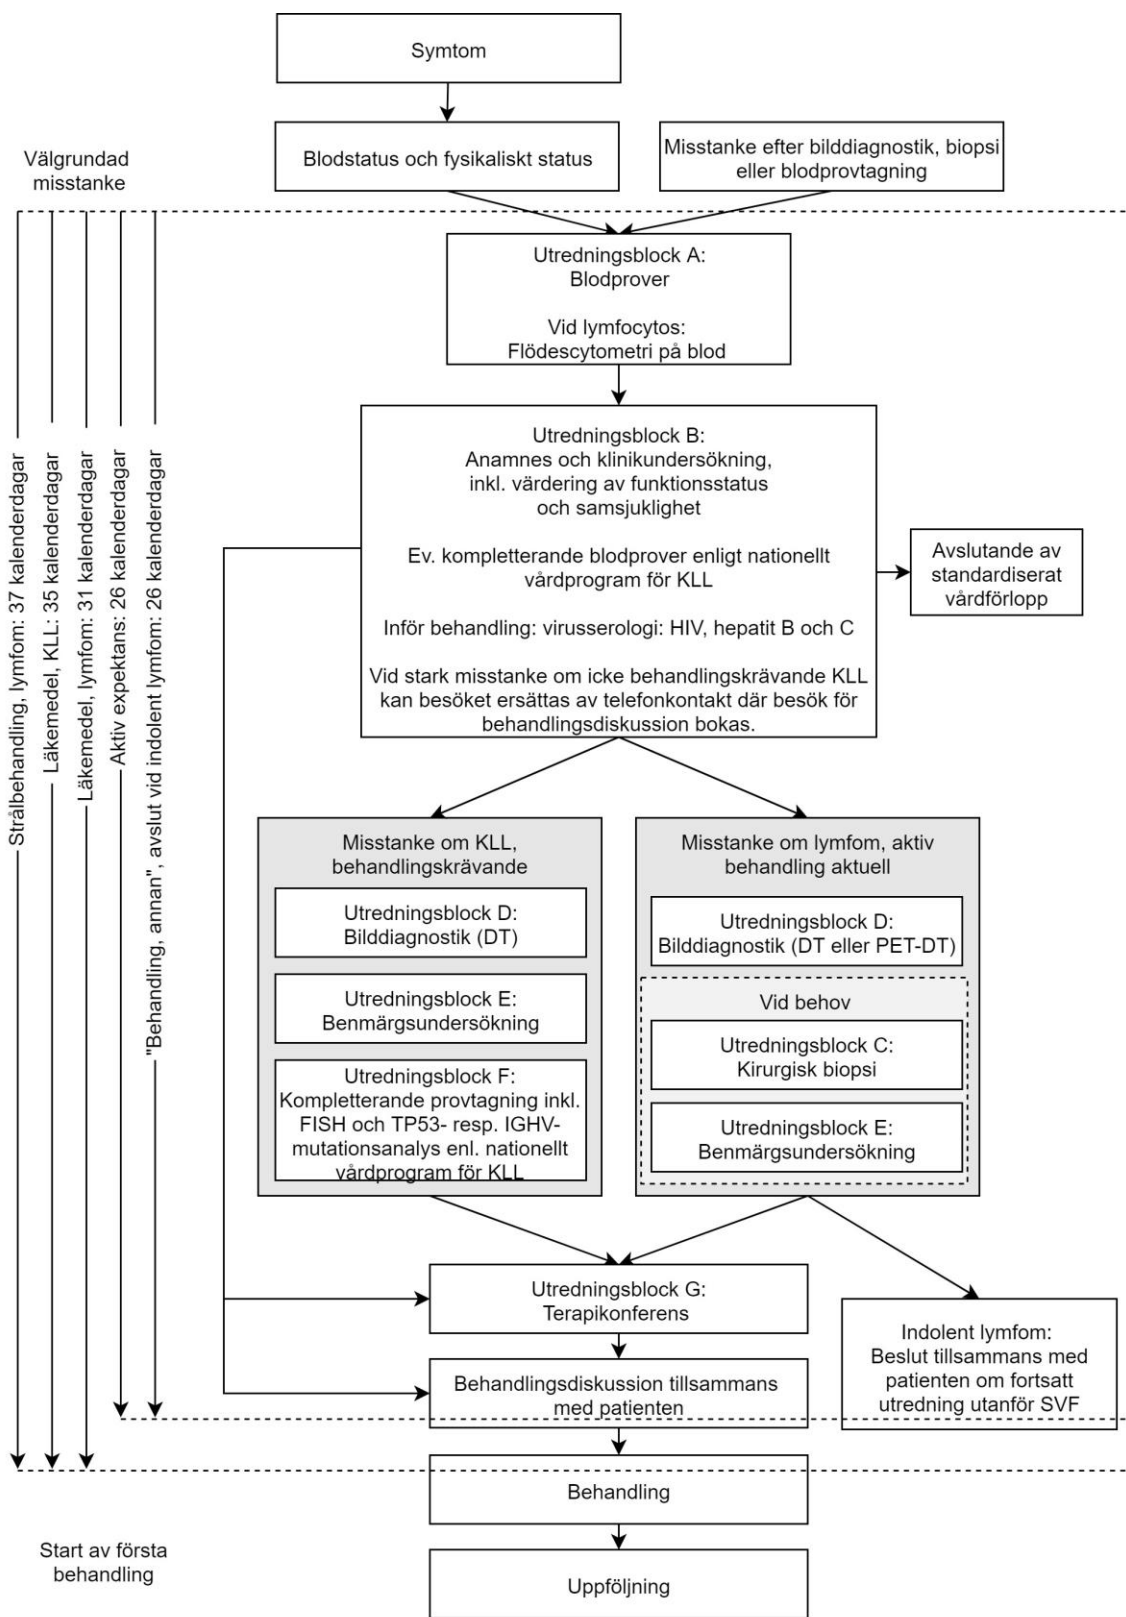 Symtom
Välgrundad
misstanke
Blodstatus och fysikaliskt status
Misstanke efter bilddiagnostik, biopsi
eller blodprovtagning
Utredningsblock A:
Blodprover
Vid lymfocytos:
Flödescytometri på blod
Strålbehandling, lymfom: 37 kalenderdagar
Läkemedel, KLL: 35 kalenderdagar
Läkemedel, lymfom: 31 kalenderdagar
Aktiv expektans: 26 kalenderdagar
"Behandling, annan", avslut vid indolent lymfom: 26 kalenderdagar
Utredningsblock B:
Anamnes och klinikundersökning,
inkl. värdering av funktionsstatus
och samsjuklighet
Ev. kompletterande blodprover enligt nationellt
vårdprogram för KLL
Inför behandling: virusserologi: HIV, hepatit B och C
Vid stark misstanke om icke behandlingskrävande KLL
kan besöket ersättas av telefonkontakt där besök för
behandlingsdiskussion bokas.
Avslutande av
standardiserat
vårdförlopp
Misstanke om KLL,
behandlingskrävande
Utredningsblock D:
Bilddiagnostik (DT)
Utredningsblock E:
Benmärgsundersökning
Utredningsblock F:
Kompletterande provtagning inkl.
FISH och TP53- resp. IGHV-
mutationsanalys enl. nationellt
vårdprogram för KLL
Misstanke om lymfom, aktiv
behandling aktuell
Utredningsblock D:
Bilddiagnostik (DT eller PET-DT)
Vid behov
Utredningsblock C:
Kirurgisk biopsi
Utredningsblock E:
Benmärgsundersökning
Utredningsblock G:
Terapikonferens
Indolent lymfom:
Beslut tillsammans med
patienten om fortsatt
utredning utanför SVF
Behandlingsdiskussion tillsammans
med patienten
Behandling
Start av första
behandling
Uppföljning